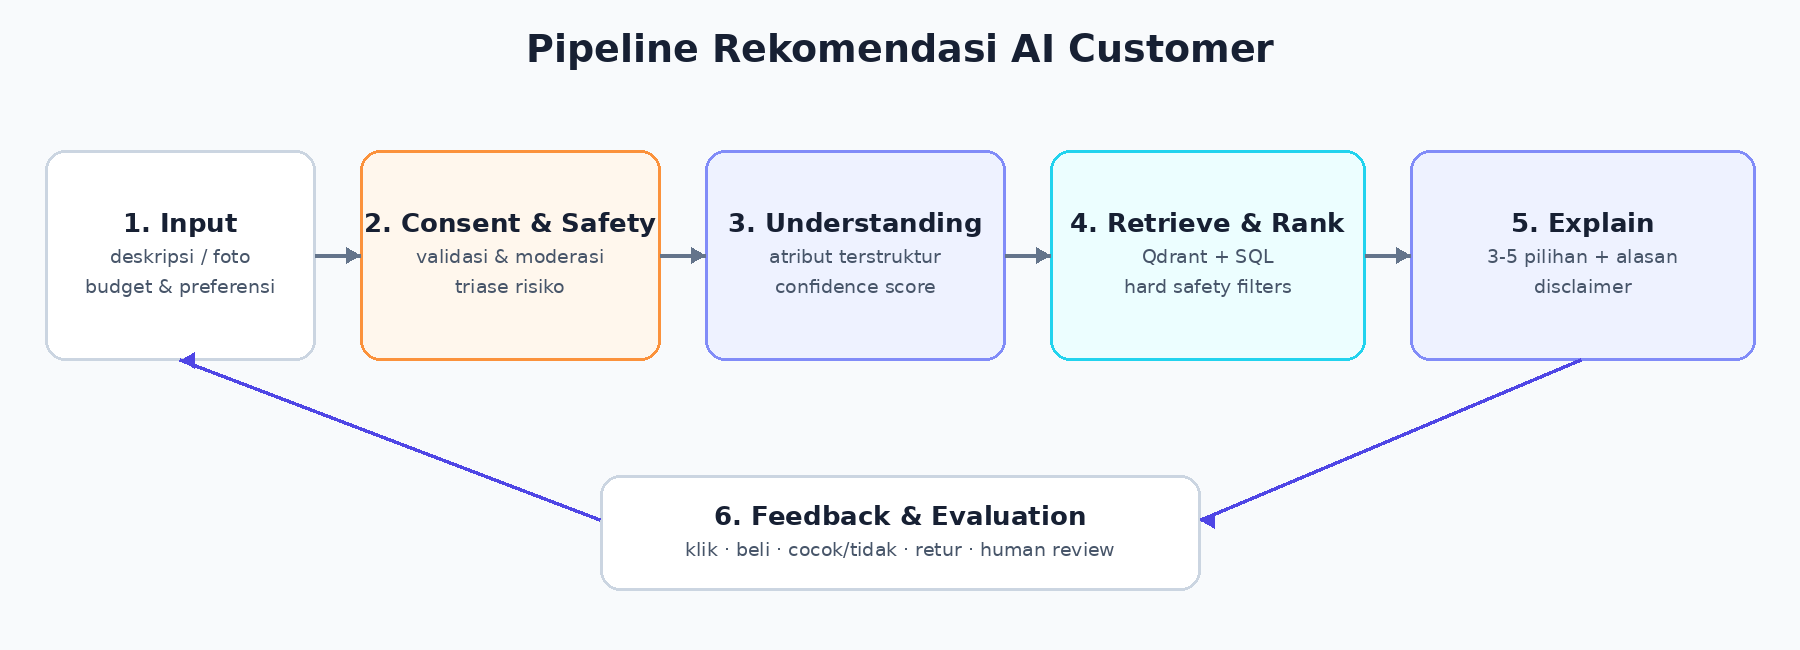 Pipeline Rekomendasi AI Customer
1. Input
deskripsi / foto
budget & preferensi
2. Consent & Safety
validasi & moderasi
triase risiko
3. Understanding
atribut terstruktur
confidence score
4. Retrieve & Rank
Qdrant + SQL
hard safety filters
5. Explain
3-5 pilihan + alasan
disclaimer
6. Feedback & Evaluation
klik · beli · cocok/tidak · retur · human review